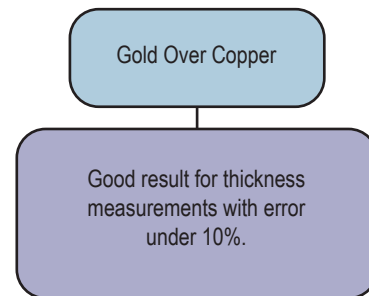 Gold Over Copper
Good result for thickness
measurements with error
under 10%.